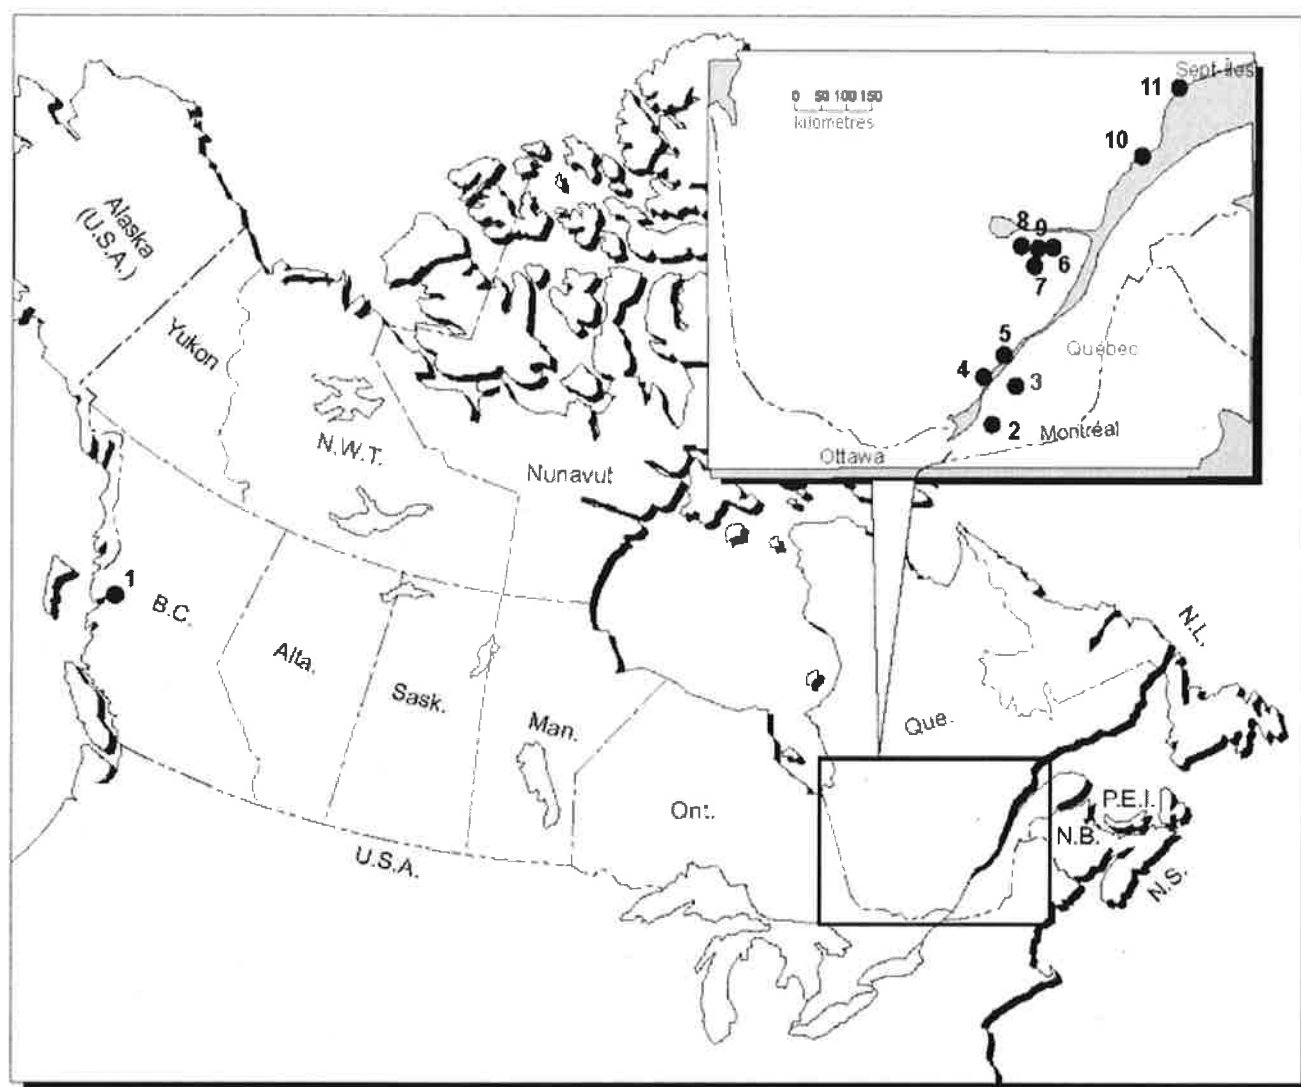 Sept-Îles
11
0 50 100 150
kilometres
10
Alaska
(U.S.A.)
8
9
6
7
Yukon
5
Québec
4
3
N.W.T.
2
Montréal
Ottawa
Nunavut
1
B.C.
N.L.
Alta.
Sask.
Man.
Que.
P.E.I.
Ont.
N.B.
U.S.A.
N.S.